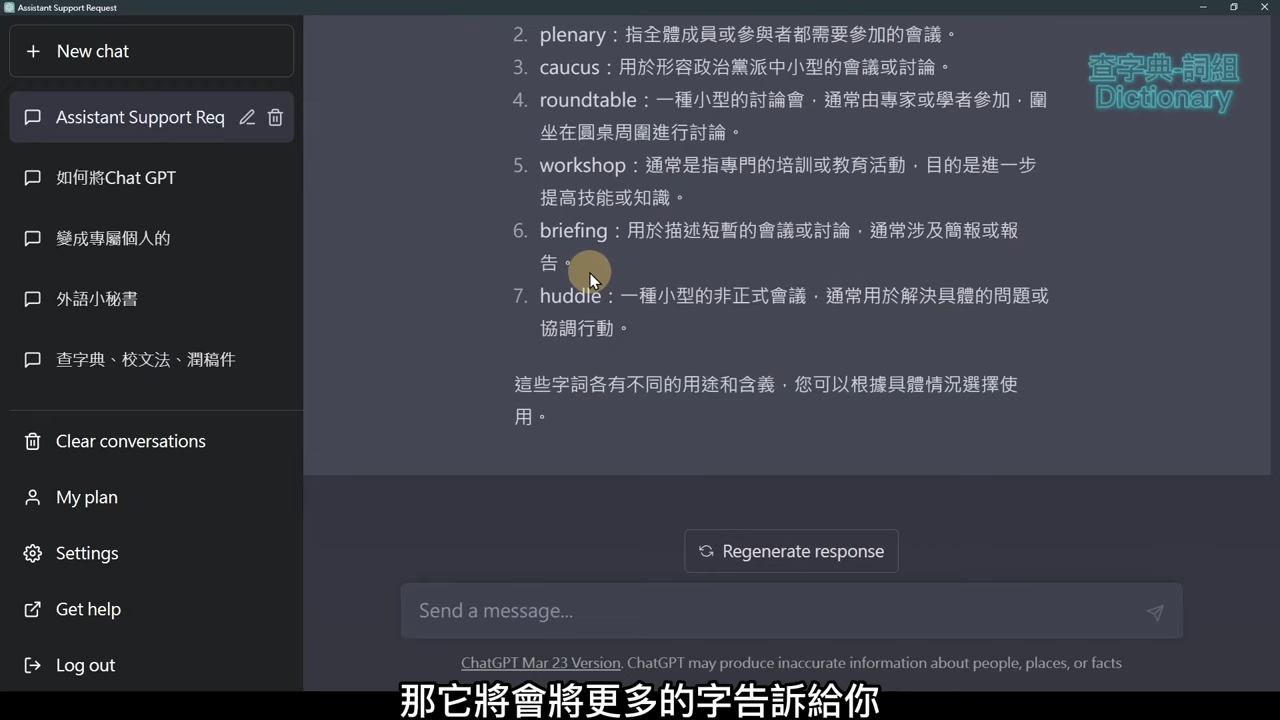 Assistant Support Request
New chat
Assistant Support Req
如何將Chat GPT
變成專屬個人的
外語小秘書
查字典、校文法、潤稿件
Clear conversations
My plan
Settings
Get help
Log out
2. plenary：指全體成員或參與者都需要參加的會議。
3. caucus：用於形容政治黨派中小型的會議或討論。
4. roundtable：一種小型的討論會，通常由專家或學者參加，圍
坐在圓桌周圍進行討論。
5. workshop：通常是指專門的培訓或教育活動，目的是進一步
提高技能或知識。
6. briefing：用於描述短暫的會議或討論，通常涉及簡報或報
告。
7. huddle：一種小型的非正式會議，通常用於解決具體的問題或
協調行動。
這些字詞各有不同的用途和含義，您可以根據具體情況選擇使
用。
查字典-詞組
Dictionary
Regenerate response
Send a message...
ChatGPT Mar 23 Version. ChatGPT may produce inaccurate information about people, places, or facts
那它將會將更多的字告訴給你